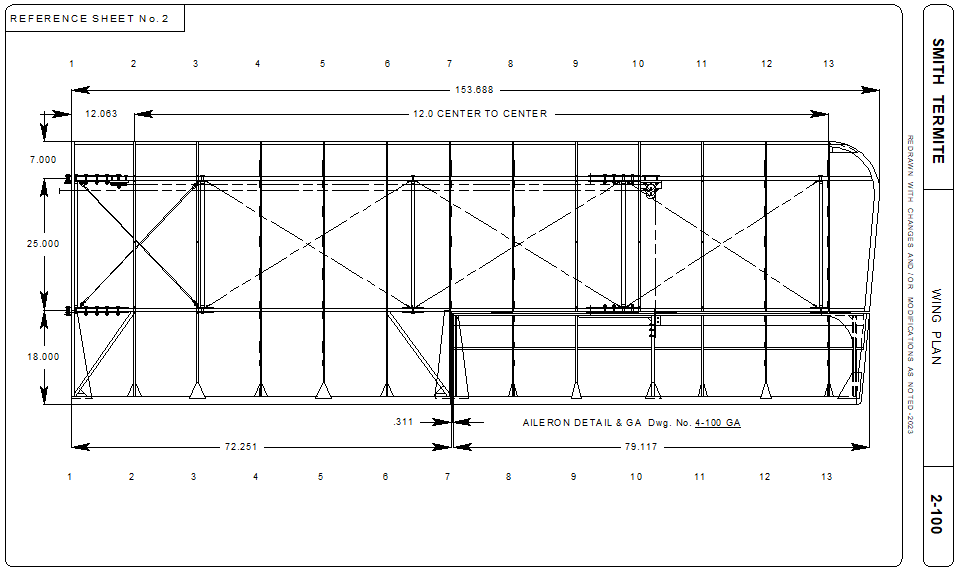 REFERENCE SHEET No. 2
1 2 3 4 5 6 7 8 9 10 11 12 13
153.688
12.063
12.0 CENTER TO CENTER
7.000
25.000
18.000
.311
AILERON DETAIL & GA Dwg. No. 4-100 GA
72.251
79.117
1 2 3 4 5 6 7 8 9 10 11 12 13
REDRAWN WITH CHANGES AND/OR MODIFICATIONS AS NOTED-2023
SMITH TERMITE
WING PLAN
2-100